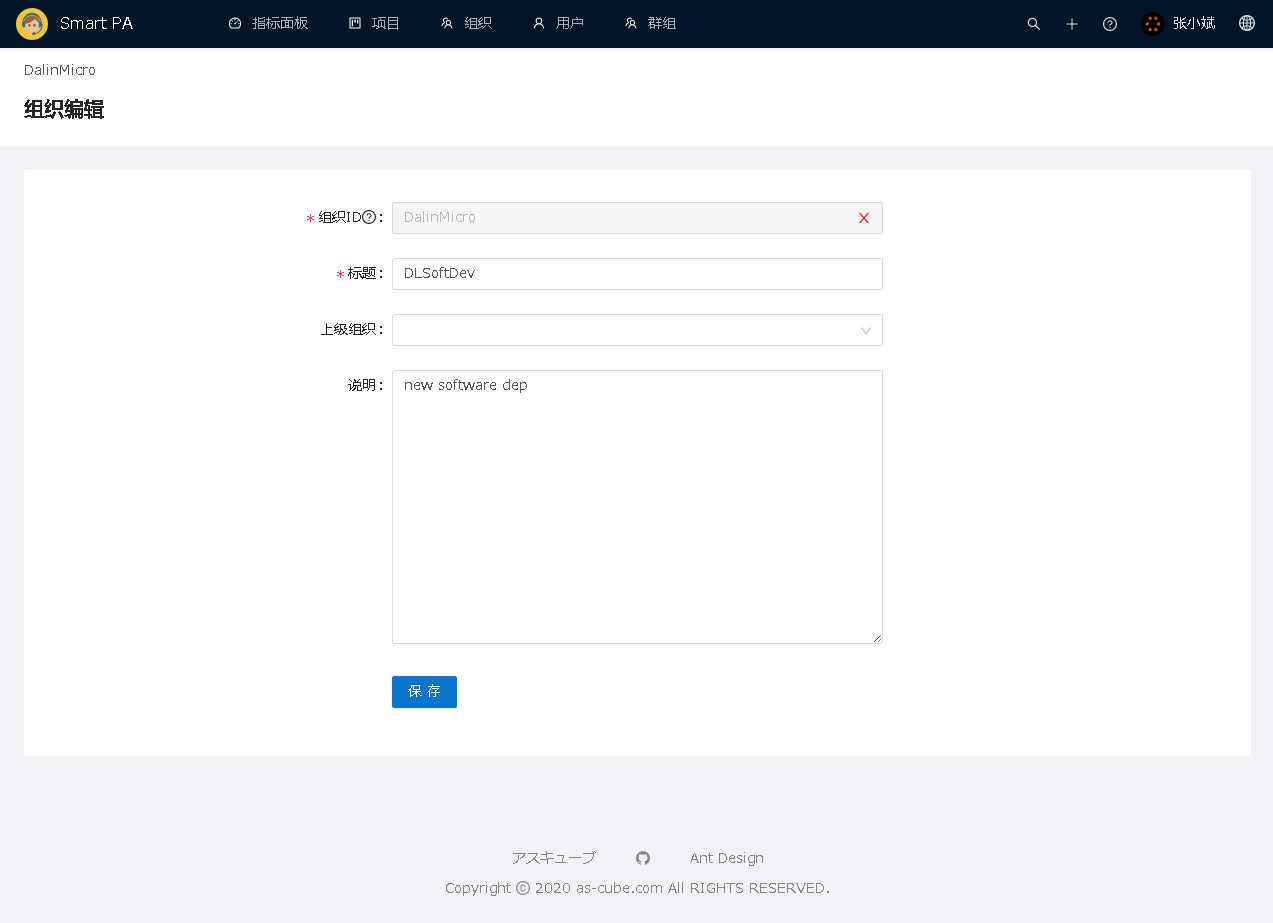 Smart PA 指标面板 项目 组织 用户 群组 张小斌
DalinMicro
组织编辑
* 组织ID: DalinMicro X
* 标题: DLSoftDev
上级组织:
说明: new software dep
保 存
アスキューブ Ant Design
Copyright © 2020 as-cube.com All RIGHTS RESERVED.